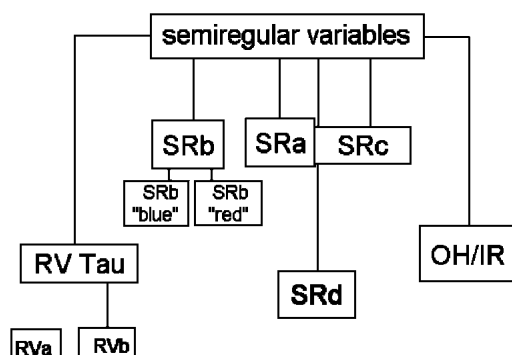 semiregular variables
SRb
SRa
SRc
SRb
"blue"
SRb
"red"
RV Tau
OH/IR
SRd
RVa
RVb